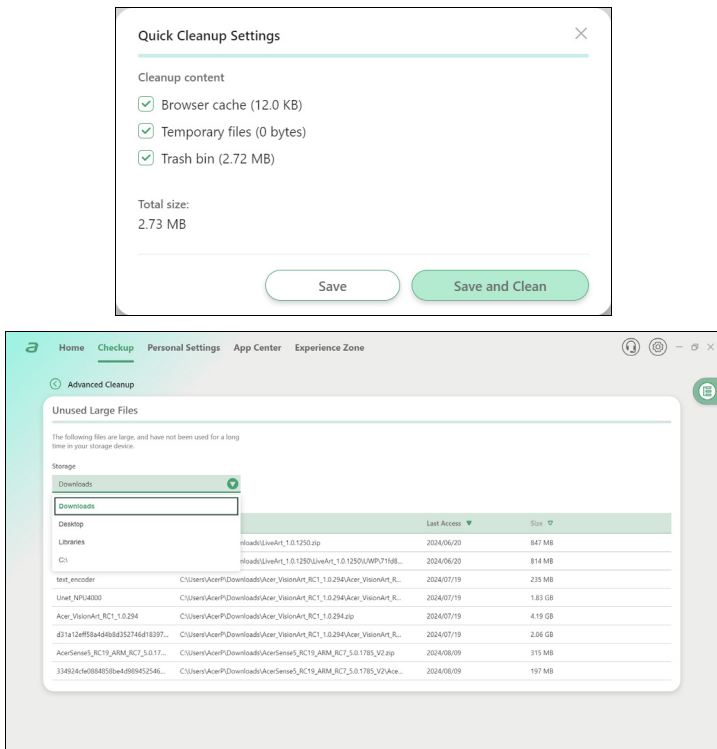 Quick Cleanup Settings
Cleanup content
Browser cache (12.0 KB)
Temporary files (0 bytes)
Trash bin (2.72 MB)
Total size:
2.73 MB
Save
Save and Clean
a Home Checkup Personal Settings App Center Experience Zone
Advanced Cleanup
Unused Large Files
The following files are large, and have not been used for a long
time in your storage device.
Storage
Downloads
Downloads
Desktop
Libraries
C:\
Last Access Size
nloads\LiveArt_1.0.1250.zip 2024/06/20 847 MB
nloads\LiveArt_1.0.1250\LiveArt_1.0.1250\UWP\71fd8... 2024/06/20 814 MB
text_encoder C:\Users\AcerP\Downloads\Acer_VisionArt_RC1_1.0.294\Acer_VisionArt_R... 2024/07/19 235 MB
Unet_NPU4000 C:\Users\AcerP\Downloads\Acer_VisionArt_RC1_1.0.294\Acer_VisionArt_R... 2024/07/19 1.83 GB
Acer_VisionArt_RC1_1.0.294 C:\Users\AcerP\Downloads\Acer_VisionArt_RC1_1.0.294.zip 2024/07/19 4.19 GB
d31a12eff58a4d4b8d352746d18397... C:\Users\AcerP\Downloads\Acer_VisionArt_RC1_1.0.294\Acer_VisionArt_R... 2024/07/19 2.06 GB
AcerSense5_RC19_ARM_RC7_5.0.17... C:\Users\AcerP\Downloads\AcerSense5_RC19_ARM_RC7_5.0.1785_V2.zip 2024/08/09 315 MB
334924cfe0884858be4d989452546... C:\Users\AcerP\Downloads\AcerSense5_RC19_ARM_RC7_5.0.1785_V2\Ace... 2024/08/09 197 MB